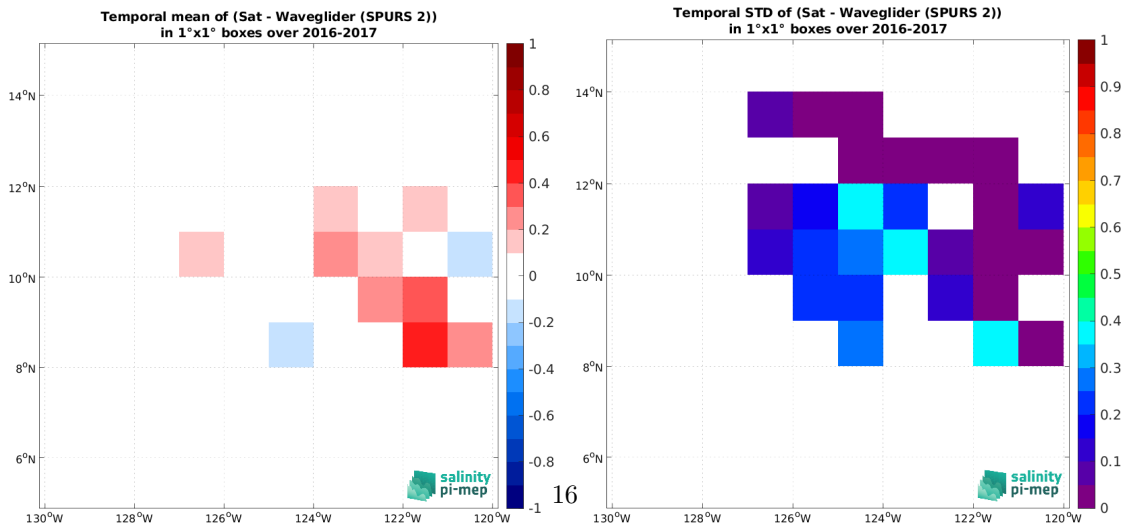 Temporal mean of (Sat - Waveglider (SPURS 2))
in 1°x1° boxes over 2016-2017
14°N
12°N
10°N
8°N
6°N
130°W
128°W
126°W
124°W
122°W
120°W
1
0.8
0.6
0.4
0.2
0
-0.2
-0.4
-0.6
-0.8
-1
salinity
pi-mep
16
Temporal STD of (Sat - Waveglider (SPURS 2))
in 1°x1° boxes over 2016-2017
14°N
12°N
10°N
8°N
6°N
130°W
128°W
126°W
124°W
122°W
120°W
1
0.9
0.8
0.7
0.6
0.5
0.4
0.3
0.2
0.1
0
salinity
pi-mep